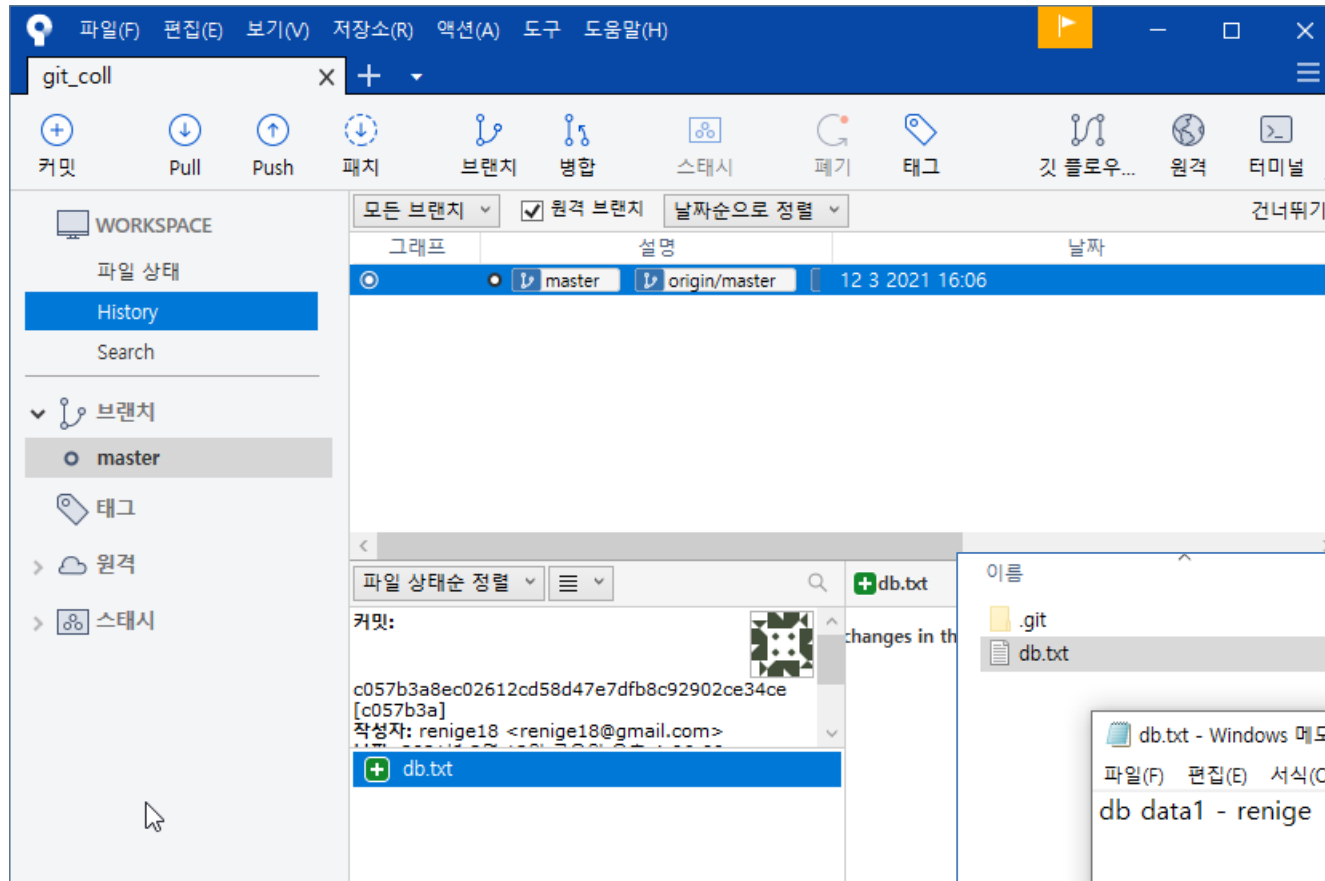 파일(F) 편집(E) 보기(V) 저장소(R) 액션(A) 도구 도움말(H)
git_coll
커밋 Pull Push 패치 브랜치 병합 스태시 폐기 태그 깃 플로우... 원격 터미널
WORKSPACE
파일 상태
History
Search
브랜치
master
태그
원격
스태시
모든 브랜치 원격 브랜치 날짜순으로 정렬 건너뛰기
그래프 설명 날짜
master origin/master 12 3 2021 16:06
파일 상태순 정렬
커밋:
c057b3a8ec02612cd58d47e7dfb8c92902ce34ce
[c057b3a]
작성자: renige18 <renige18@gmail.com>
db.txt
db.txt
changes in th
이름
.git
db.txt
db.txt - Windows
파일(F) 편집(E) 서식(O
db data1 - renige